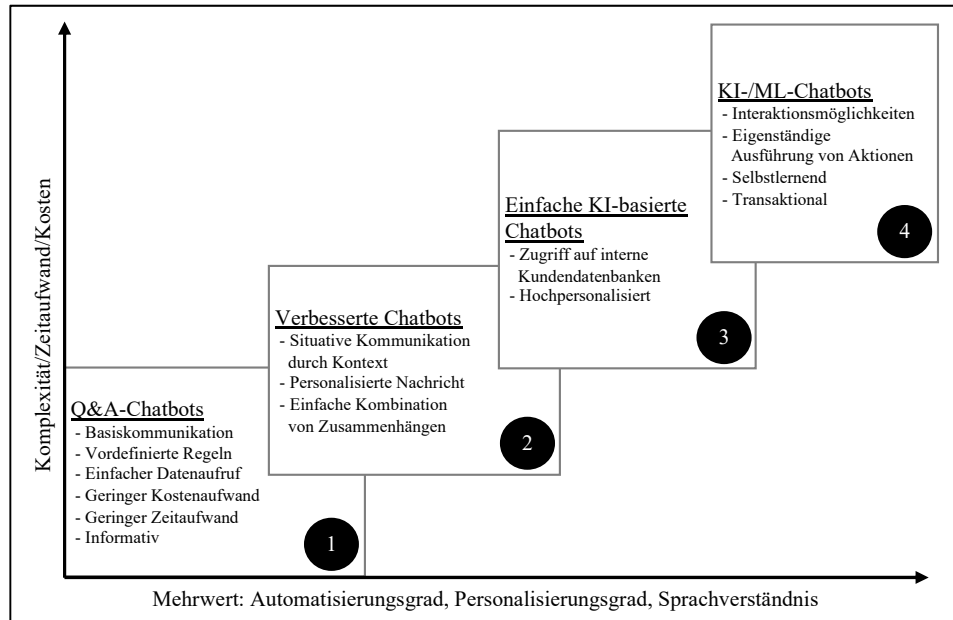 Komplexität/Zeitaufwand/Kosten
KI-/ML-Chatbots
- Interaktionsmöglichkeiten
- Eigenständige
Ausführung von Aktionen
- Selbstlernend
- Transaktional
4
Einfache KI-basierte
Chatbots
- Zugriff auf interne
Kundendatenbanken
- Hochpersonalisiert
3
Verbesserte Chatbots
- Situative Kommunikation
durch Kontext
- Personalisierte Nachricht
- Einfache Kombination
von Zusammenhängen
2
Q&A-Chatbots
- Basiskommunikation
- Vordefinierte Regeln
- Einfacher Datenaufruf
- Geringer Kostenaufwand
- Geringer Zeitaufwand
- Informativ
1
Mehrwert: Automatisierungsgrad, Personalisierungsgrad, Sprachverständnis